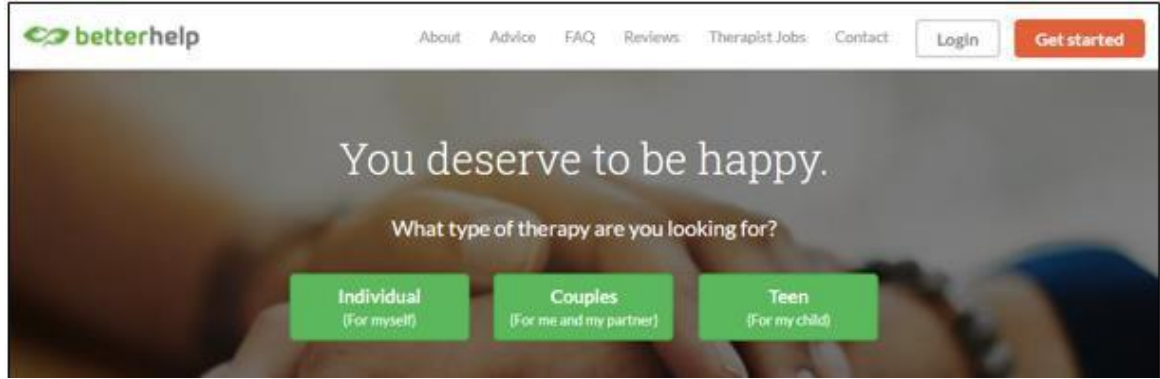 betterhelp
About Advice FAQ Reviews Therapist Jobs Contact Login Get started
You deserve to be happy.
What type of therapy are you looking for?
Individual Couples Teen
(For myself) (For me and my partner) (For my child)